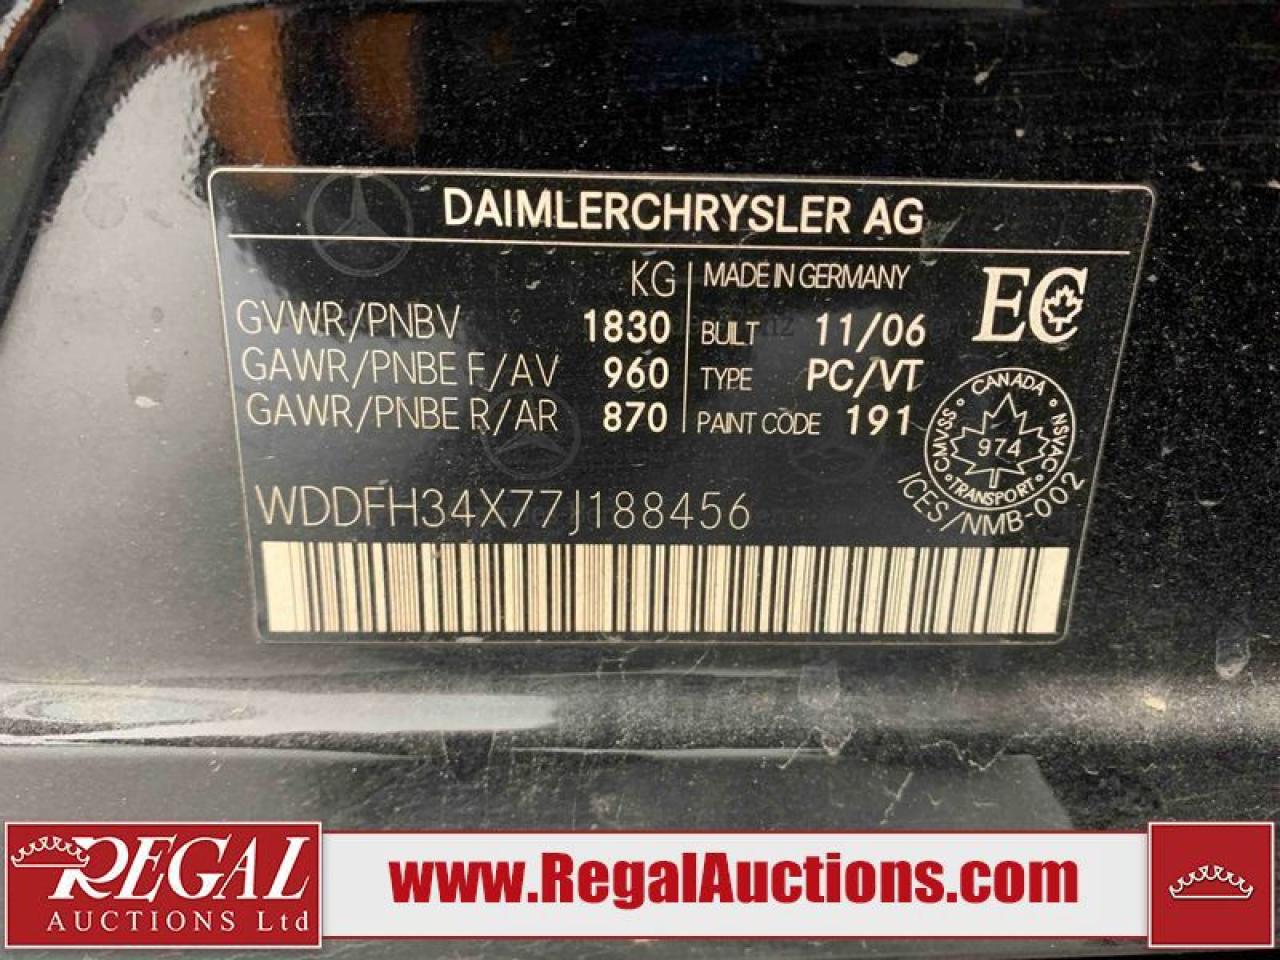 DAIMLERCHRYSLER AG
KG
GVWR/PNBV 1830
GAWR/PNBE F/AV 960
GAWR/PNBE R/AR 870
MADE IN GERMANY
BUILT 11/06
TYPE PC/VT
PAINT CODE 191
EC
CANADA
CMVSS 974 NSVAC
TRANSPORT
ICES/NMB-002
WDDFH34X77J188456
REGAL
AUCTIONS Ltd
www.RegalAuctions.com